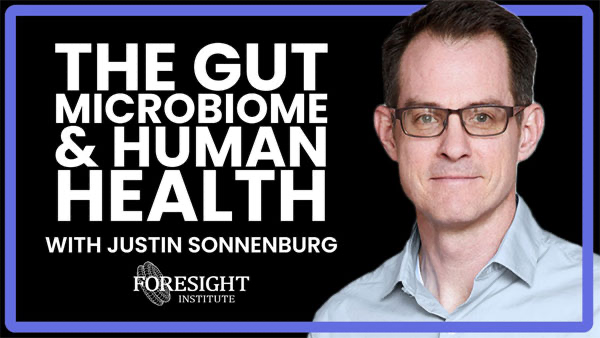 THE GUT
MICROBIOME
& HUMAN
HEALTH
WITH JUSTIN SONNENBURG
FORESIGHT
INSTITUTE